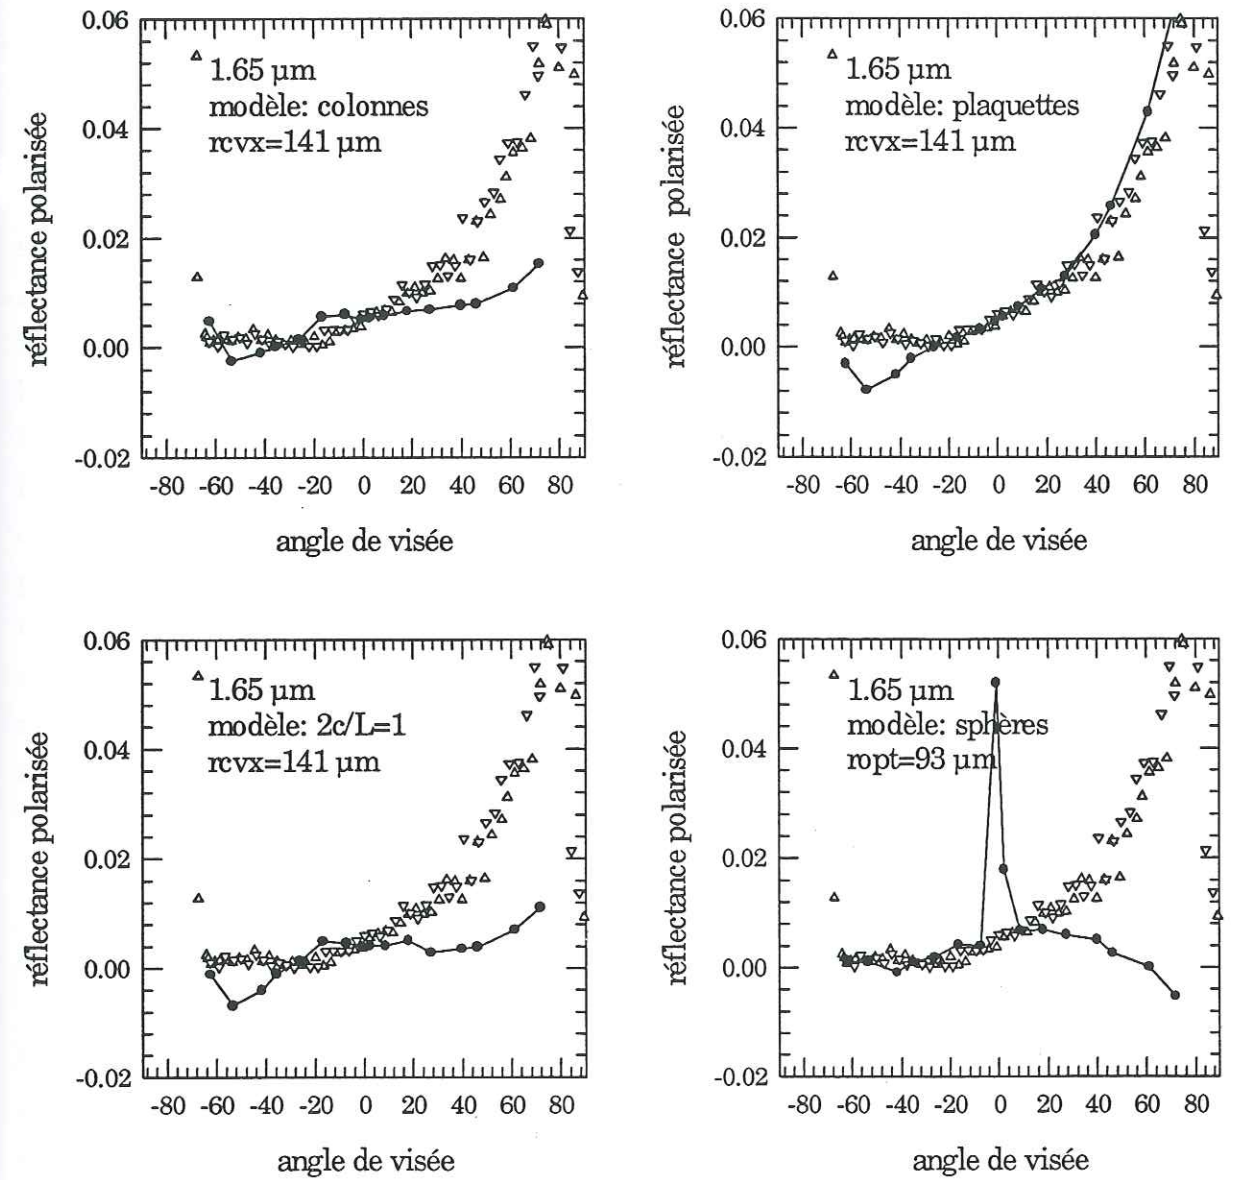 0.06
0.04
0.02
0.00
-0.02
réflectance polarisée
1.65 µm
modèle: colonnes
rcvx=141 µm
-80 -60 -40 -20 0 20 40 60 80
angle de visée
0.06
0.04
0.02
0.00
-0.02
réflectance polarisée
1.65 µm
modèle: plaquettes
rcvx=141 µm
-80 -60 -40 -20 0 20 40 60 80
angle de visée
0.06
0.04
0.02
0.00
-0.02
réflectance polarisée
1.65 µm
modèle: 2c/L=1
rcvx=141 µm
-80 -60 -40 -20 0 20 40 60 80
angle de visée
0.06
0.04
0.02
0.00
-0.02
réflectance polarisée
1.65 µm
modèle: sphères
ropt=93 µm
-80 -60 -40 -20 0 20 40 60 80
angle de visée